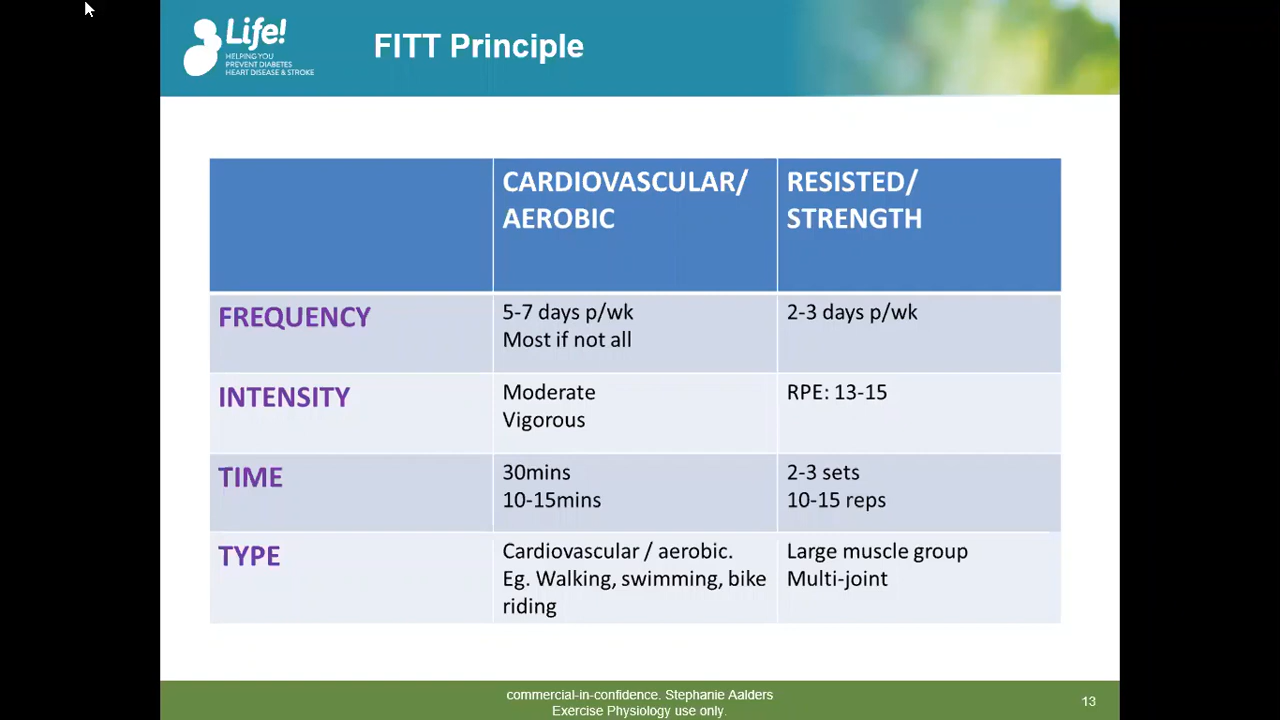 Life!
HELPING YOU
PREVENT DIABETES
HEART DISEASE & STROKE
FITT Principle
CARDIOVASCULAR/
AEROBIC
RESISTED/
STRENGTH
FREQUENCY
5-7 days p/wk
Most if not all
2-3 days p/wk
INTENSITY
Moderate
Vigorous
RPE: 13-15
TIME
30mins
10-15mins
2-3 sets
10-15 reps
TYPE
Cardiovascular / aerobic.
Eg. Walking, swimming, bike
riding
Large muscle group
Multi-joint
commercial-in-confidence. Stephanie Aalders
Exercise Physiology use only.
13